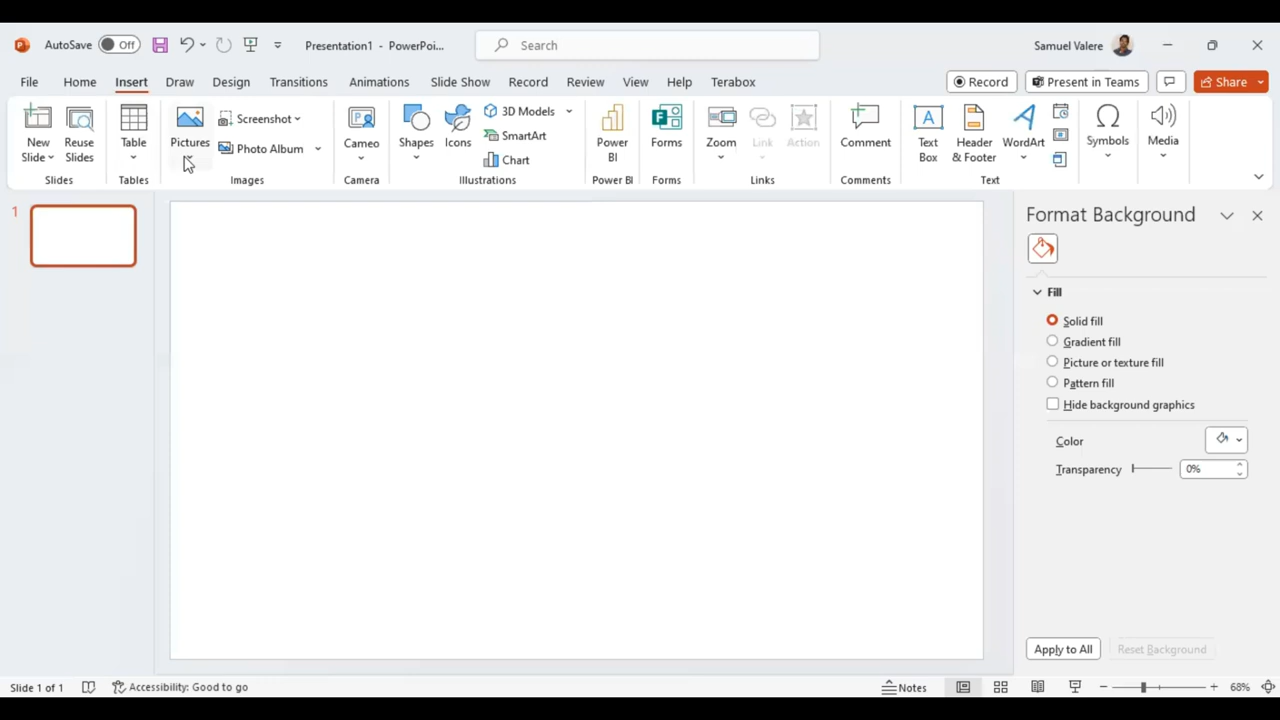 AutoSave Off Presentation1 - PowerPoi... Search Samuel Valere
File Home Insert Draw Design Transitions Animations Slide Show Record Review View Help Terabox Record Present in Teams Share
New Slide
Reuse Slides
Table
Pictures
Screenshot
Photo Album
Cameo
Shapes
Icons
3D Models
SmartArt
Chart
Power BI
Forms
Zoom
Link
Action
Comment
Text Box
Header & Footer
WordArt
Symbols
Media
Slides Tables Images Camera Illustrations Power BI Forms Links Comments Text
1
Format Background
Fill
Solid fill
Gradient fill
Picture or texture fill
Pattern fill
Hide background graphics
Color
Transparency 0%
Apply to All Reset Background
Slide 1 of 1 Accessibility: Good to go Notes 68%